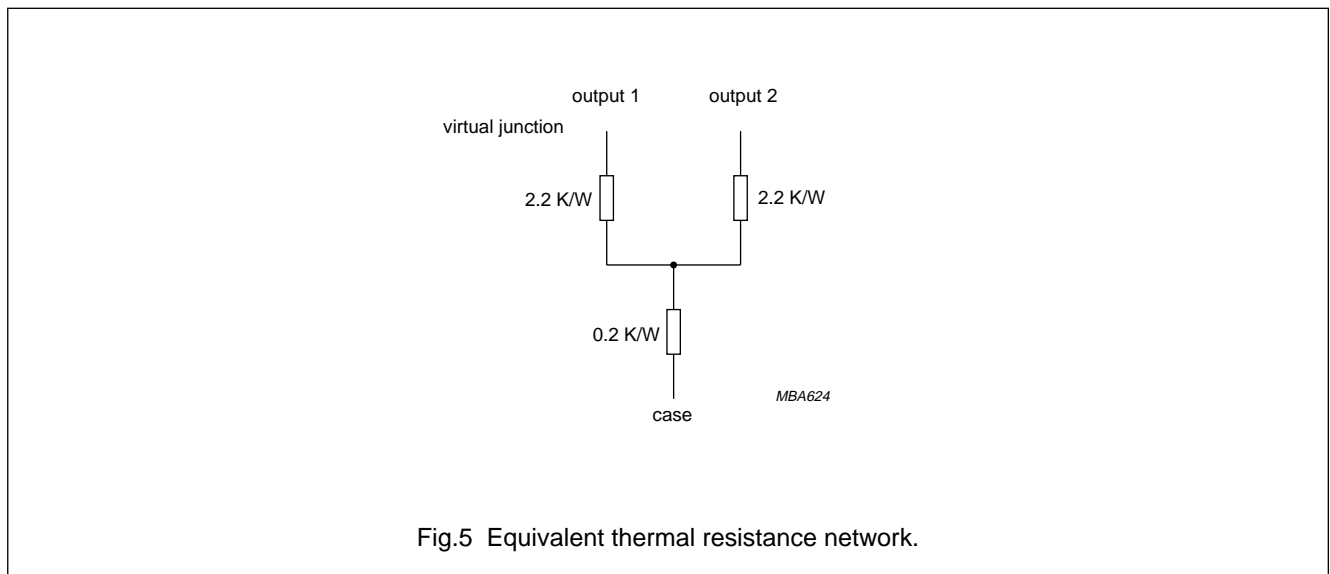 output 1 output 2
virtual junction
2.2 K/W 2.2 K/W
0.2 K/W
MBA624
case
Fig.5 Equivalent thermal resistance network.